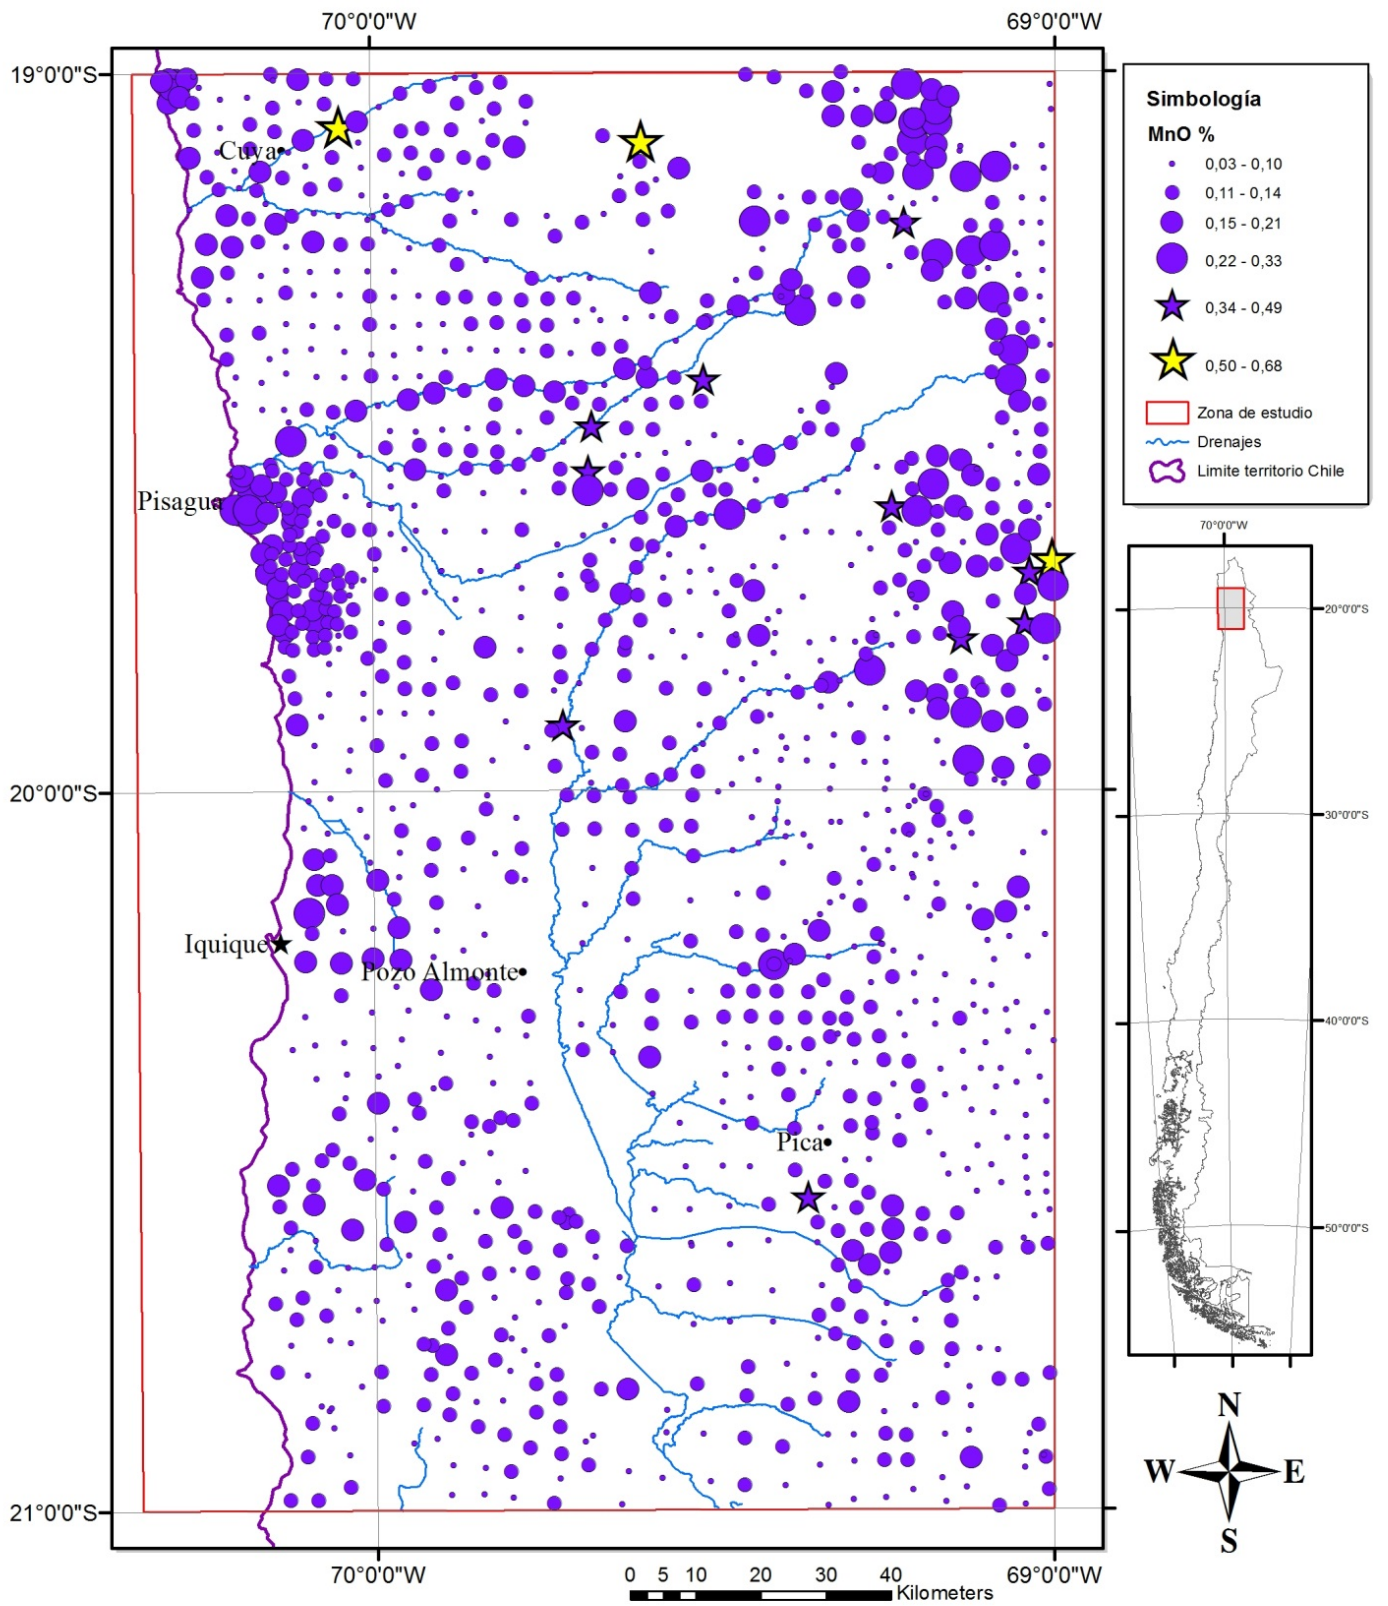 70°0'0"W
69°0'0"W
19°0'0"S
20°0'0"S
21°0'0"S
Cuya
Pisagua
Iquique
Pozo Almonte
Pica
70°0'0"W
69°0'0"W
0 5 10 20 30 40
Kilometers
Simbología
MnO %
0,03 - 0,10
0,11 - 0,14
0,15 - 0,21
0,22 - 0,33
0,34 - 0,49
0,50 - 0,68
Zona de estudio
Drenajes
Limite territorio Chile
70°0'0"W
20°0'0"S
30°0'0"S
40°0'0"S
50°0'0"S
N
W E
S